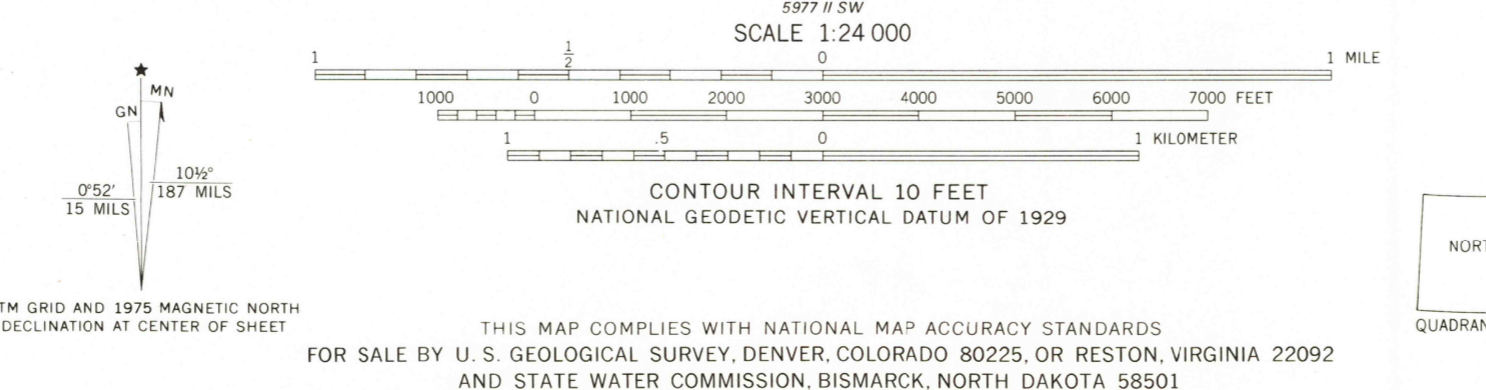 5977 II SW
SCALE 1:24 000
1 1/2 0 1 MILE
1000 0 1000 2000 3000 4000 5000 6000 7000 FEET
1 .5 0 1 KILOMETER
CONTOUR INTERVAL 10 FEET
NATIONAL GEODETIC VERTICAL DATUM OF 1929
★
MN
GN
10½°
187 MILS
0°52'
15 MILS
TM GRID AND 1975 MAGNETIC NORTH
DECLINATION AT CENTER OF SHEET
THIS MAP COMPLIES WITH NATIONAL MAP ACCURACY STANDARDS
FOR SALE BY U. S. GEOLOGICAL SURVEY, DENVER, COLORADO 80225, OR RESTON, VIRGINIA 22092
AND STATE WATER COMMISSION, BISMARCK, NORTH DAKOTA 58501
NORT
QUADRAN